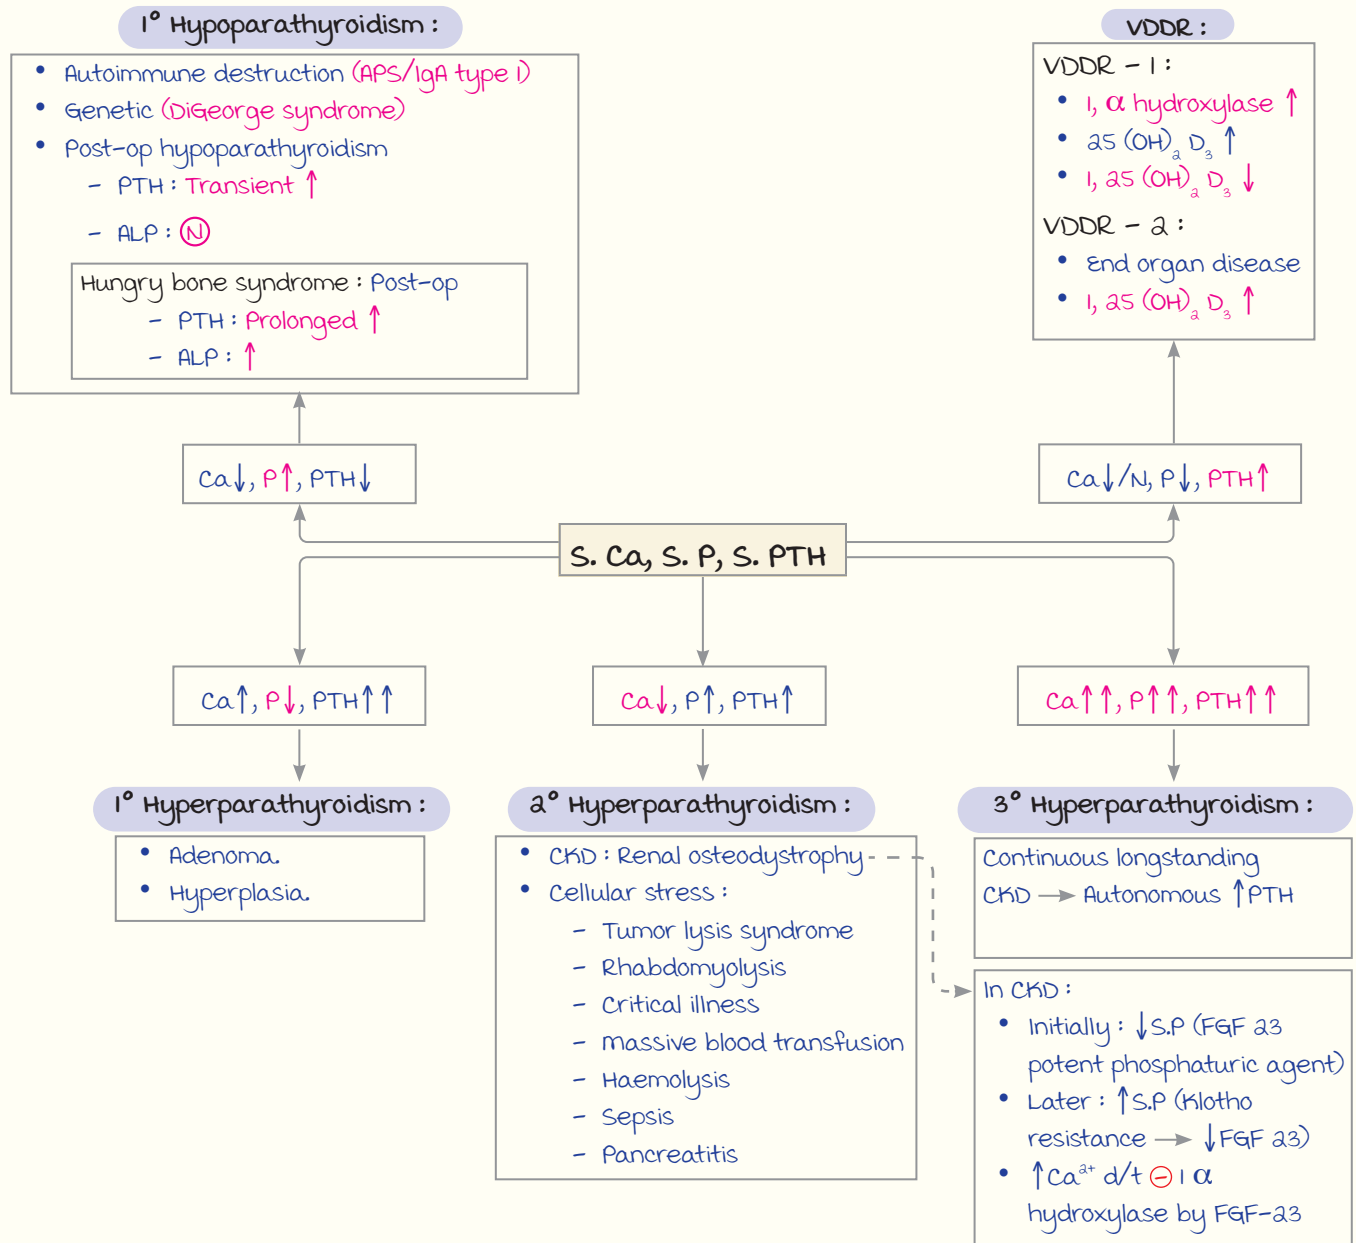 1° Hypoparathyroidism :
• Autoimmune destruction (APS/IgA type 1)
• Genetic (DiGeorge syndrome)
• Post-op hypoparathyroidism
– PTH : Transient ↑
– ALP : N
Hungry bone syndrome : Post-op
– PTH : Prolonged ↑
– ALP : ↑
Ca↓, P↑, PTH↓
VDDR :
VDDR – 1 :
• 1, α hydroxylase ↑
• 25 (OH)₂ D₃ ↑
• 1, 25 (OH)₂ D₃ ↓
VDDR – 2 :
• End organ disease
• 1, 25 (OH)₂ D₃ ↑
Ca↓/N, P↓, PTH↑
S. Ca, S. P, S. PTH
Ca↑, P↓, PTH↑↑
1° Hyperparathyroidism :
• Adenoma.
• Hyperplasia.
Ca↓, P↑, PTH↑
2° Hyperparathyroidism :
• CKD : Renal osteodystrophy
• Cellular stress :
– Tumor lysis syndrome
– Rhabdomyolysis
– Critical illness
– Massive blood transfusion
– Haemolysis
– Sepsis
– Pancreatitis
Ca↑↑, P↑↑, PTH↑↑
3° Hyperparathyroidism :
Continuous longstanding
CKD → Autonomous ↑PTH
In CKD :
• Initially : ↓S.P (FGF 23
potent phosphaturic agent)
• Later : ↑S.P (Klotho
resistance → ↓FGF 23)
• ↑Ca²⁺ d/t ⊖ 1 α
hydroxylase by FGF-23